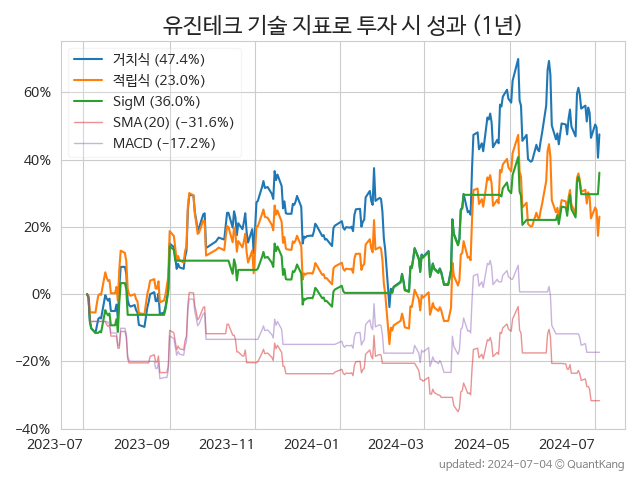 유진테크 기술 지표로 투자 시 성과 (1년)
거치식 (47.4%)
적립식 (23.0%)
SigM (36.0%)
SMA(20) (−31.6%)
MACD (−17.2%)
60%
40%
20%
0%
−20%
−40%
2023-07 2023-09 2023-11 2024-01 2024-03 2024-05 2024-07
updated: 2024-07-04 © QuantKang